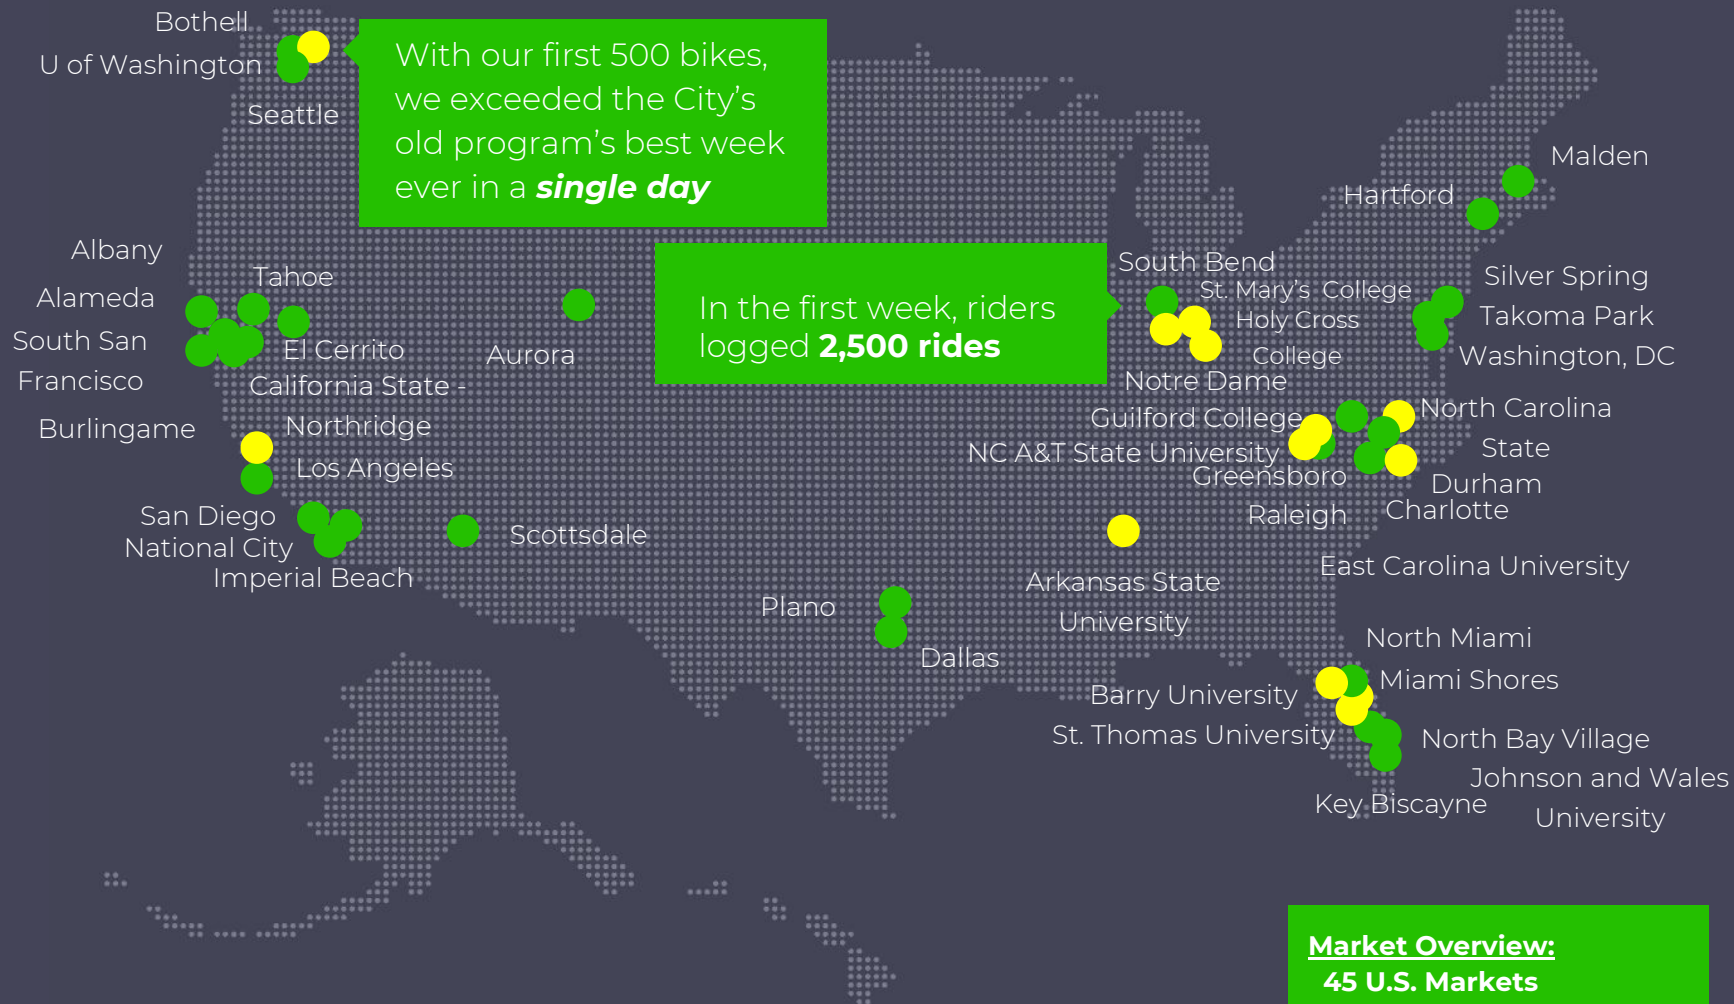 Bothell
U of Washington
Seattle
With our first 500 bikes,
we exceeded the City's
old program's best week
ever in a single day
Albany
Tahoe
Alameda
South San
Francisco
El Cerrito
California State -
Northridge
Burlingame
Los Angeles
San Diego
National City
Imperial Beach
Aurora
Scottsdale
In the first week, riders
logged 2,500 rides
Plano
Dallas
South Bend
St. Mary's College
Holy Cross
College
Notre Dame
Malden
Hartford
Silver Spring
Takoma Park
Washington, DC
Guilford College
NC A&T State University
Greensboro
Raleigh
North Carolina
State
Durham
Charlotte
East Carolina University
Arkansas State
University
North Miami
Miami Shores
Barry University
St. Thomas University
North Bay Village
Johnson and Wales
University
Key Biscayne
Market Overview:
45 U.S. Markets